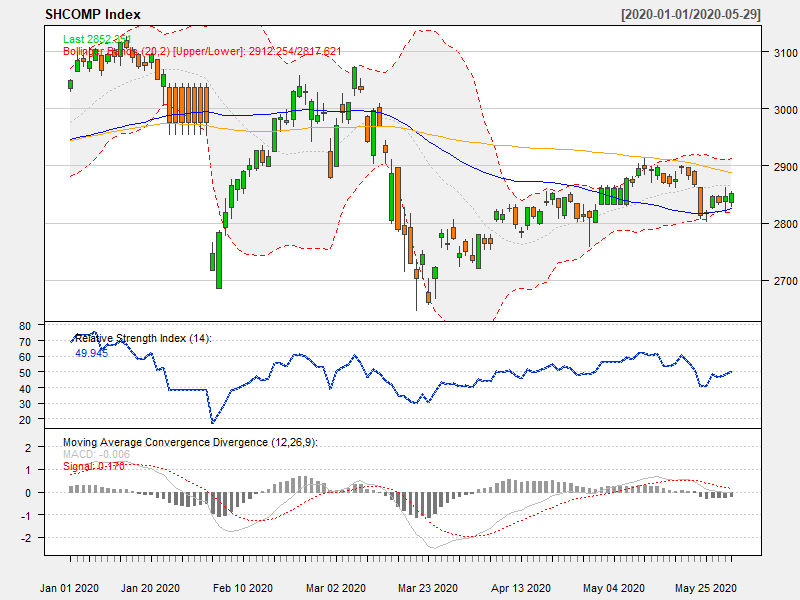 SHCOMP Index
[2020-01-01/2020-05-29]
Last 2852.351
Bollinger Bands (20,2) [Upper/Lower]: 2912.254/2817.621
3100
3000
2900
2800
2700
80
70
60
50
40
30
20
Relative Strength Index (14):
49.945
Moving Average Convergence Divergence (12,26,9):
MACD: -0.006
Signal: 0.170
2
1
0
-1
-2
Jan 01 2020
Jan 20 2020
Feb 10 2020
Mar 02 2020
Mar 23 2020
Apr 13 2020
May 04 2020
May 25 2020